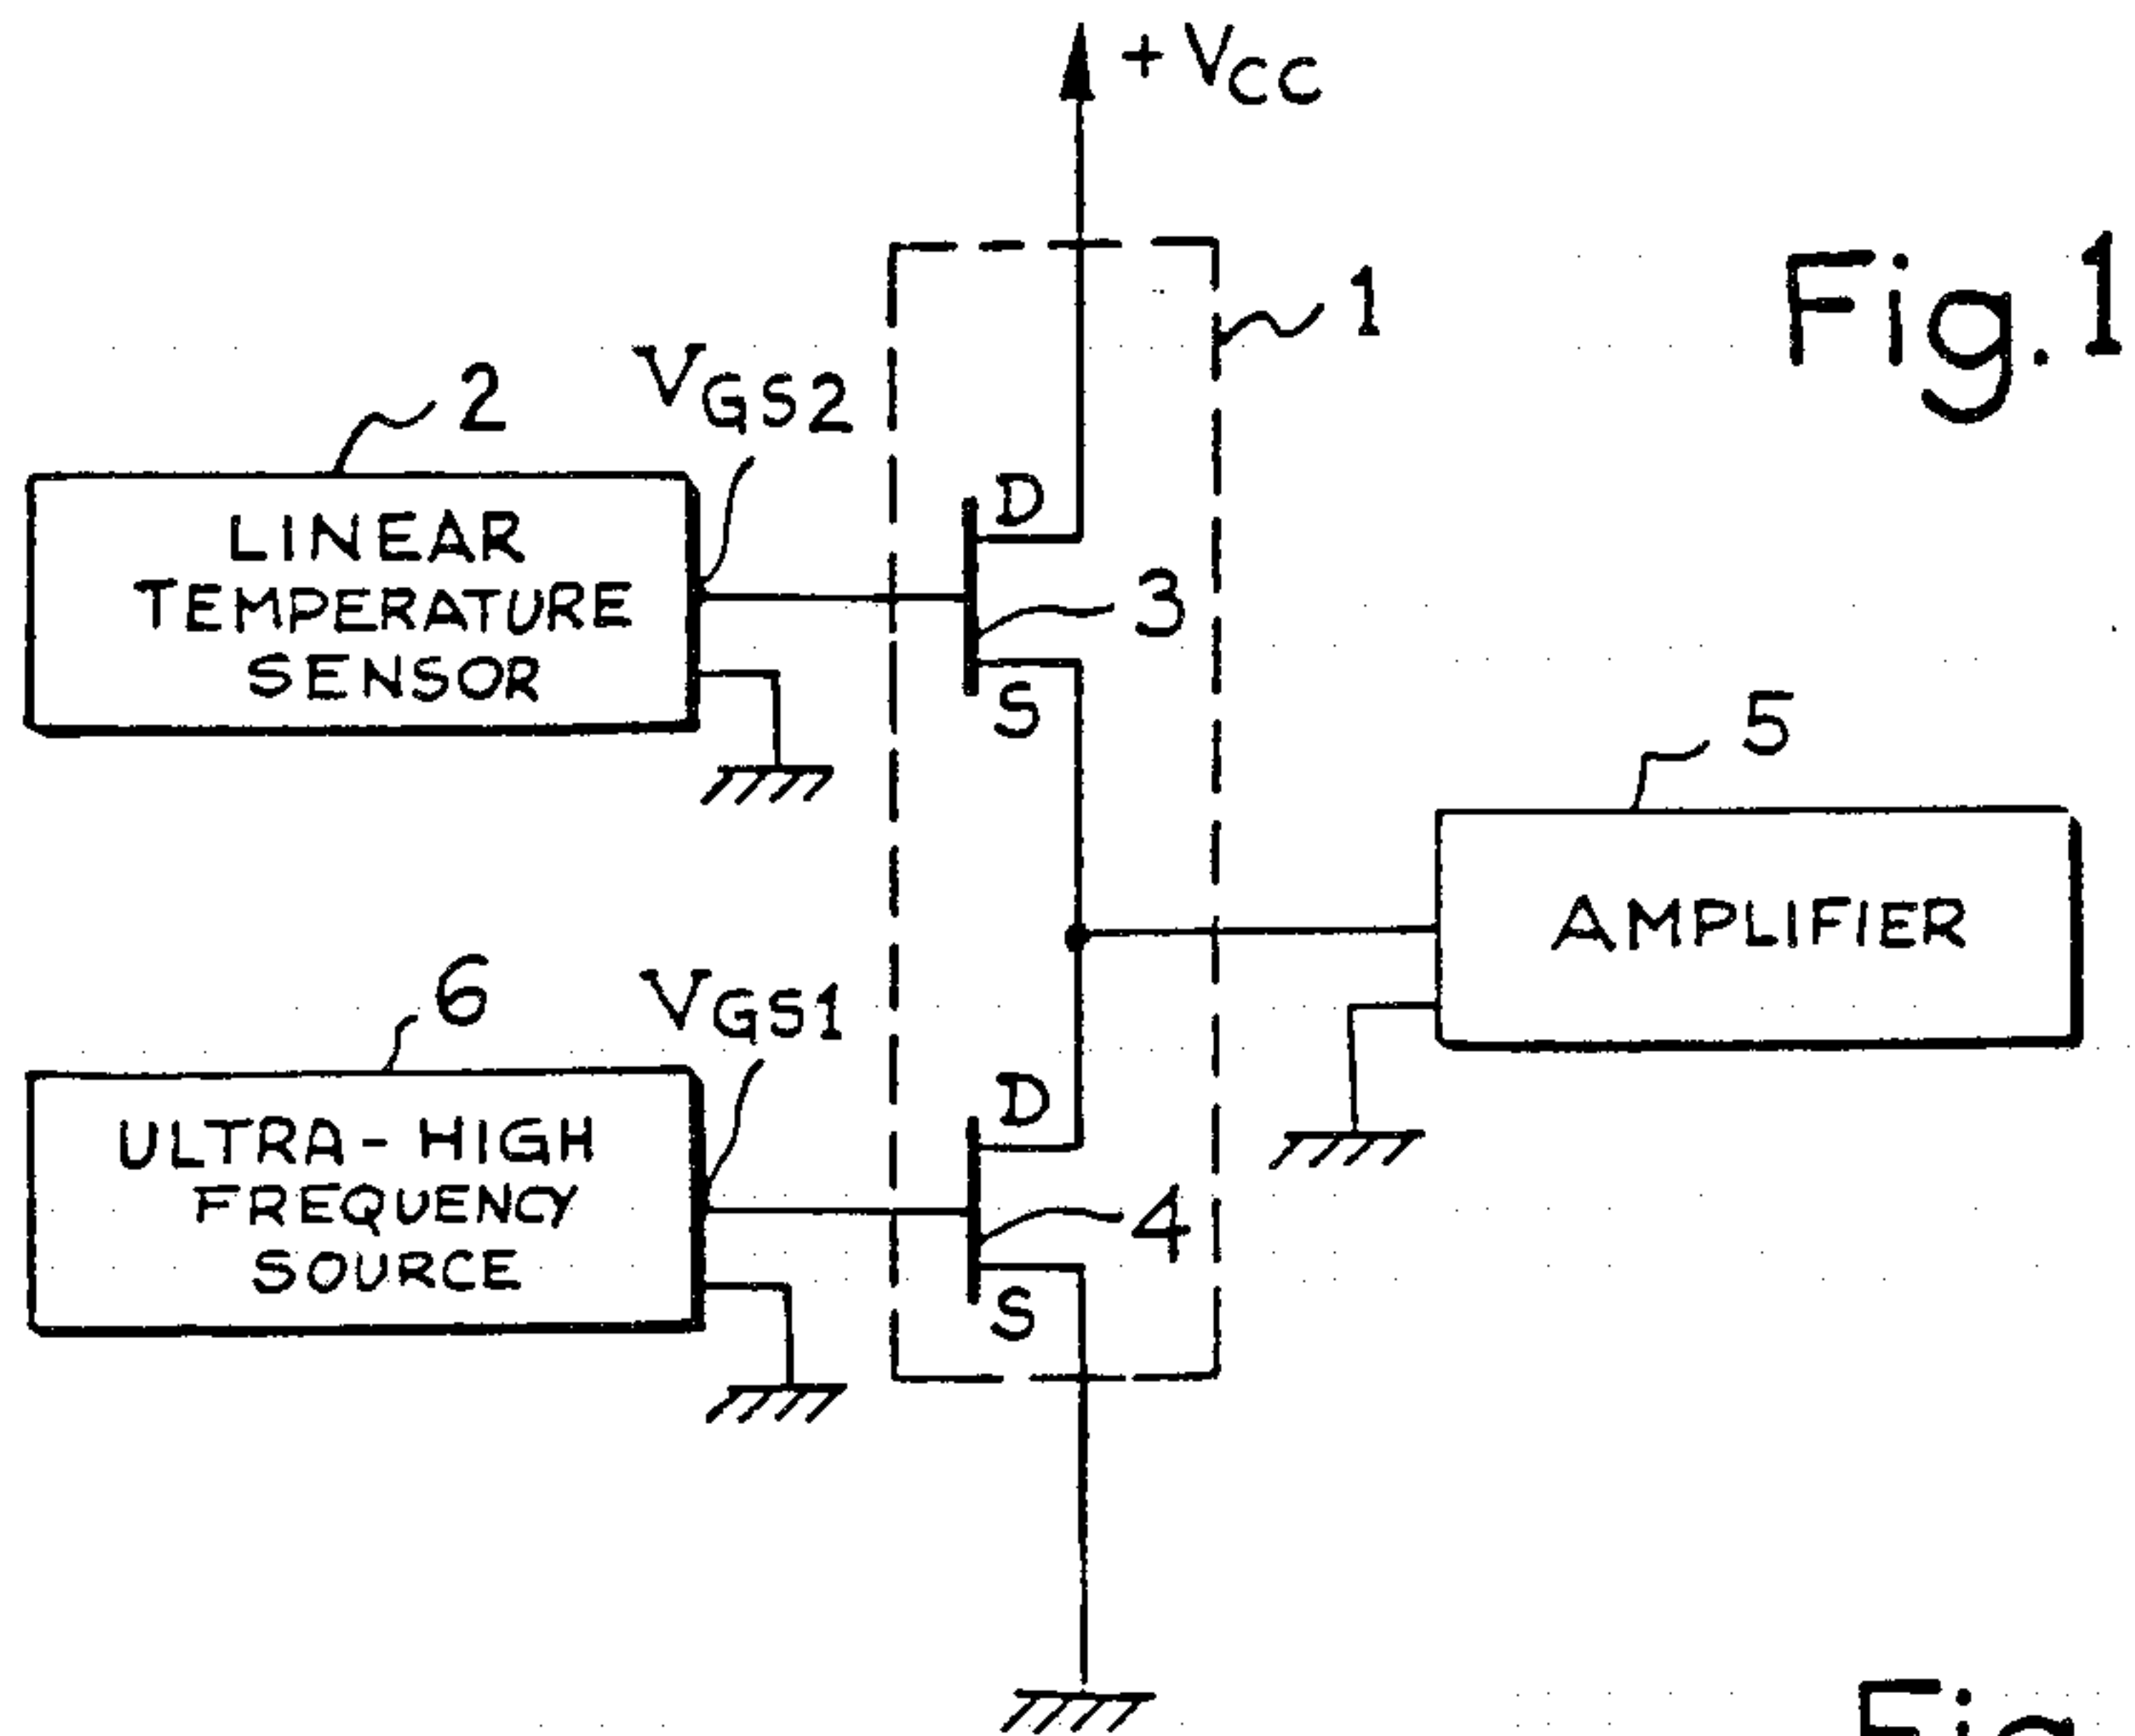 + VCC
Fig.1
1
2
VGS2
LINEAR
TEMPERATURE
SENSOR
D
3
S
5
AMPLIFIER
6
VGS1
ULTRA-HIGH
FREQUENCY
SOURCE
D
4
S